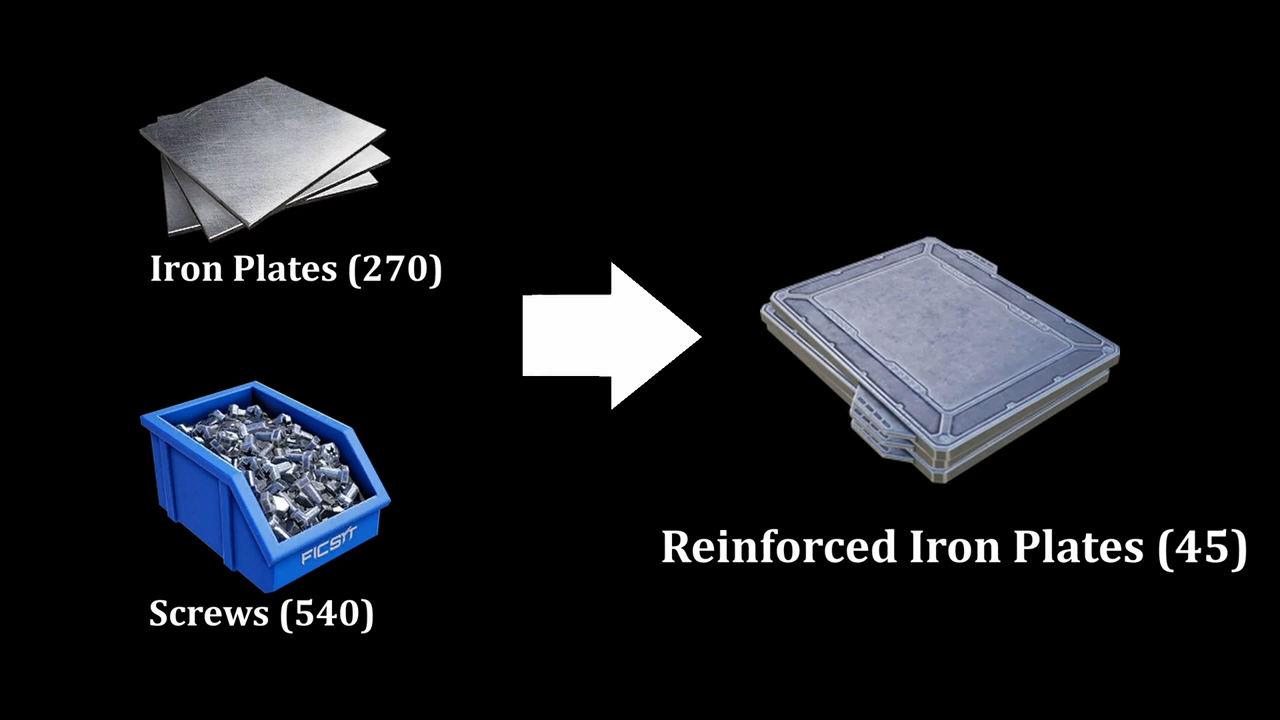 Iron Plates (270)
FICSIT
Screws (540)
Reinforced Iron Plates (45)